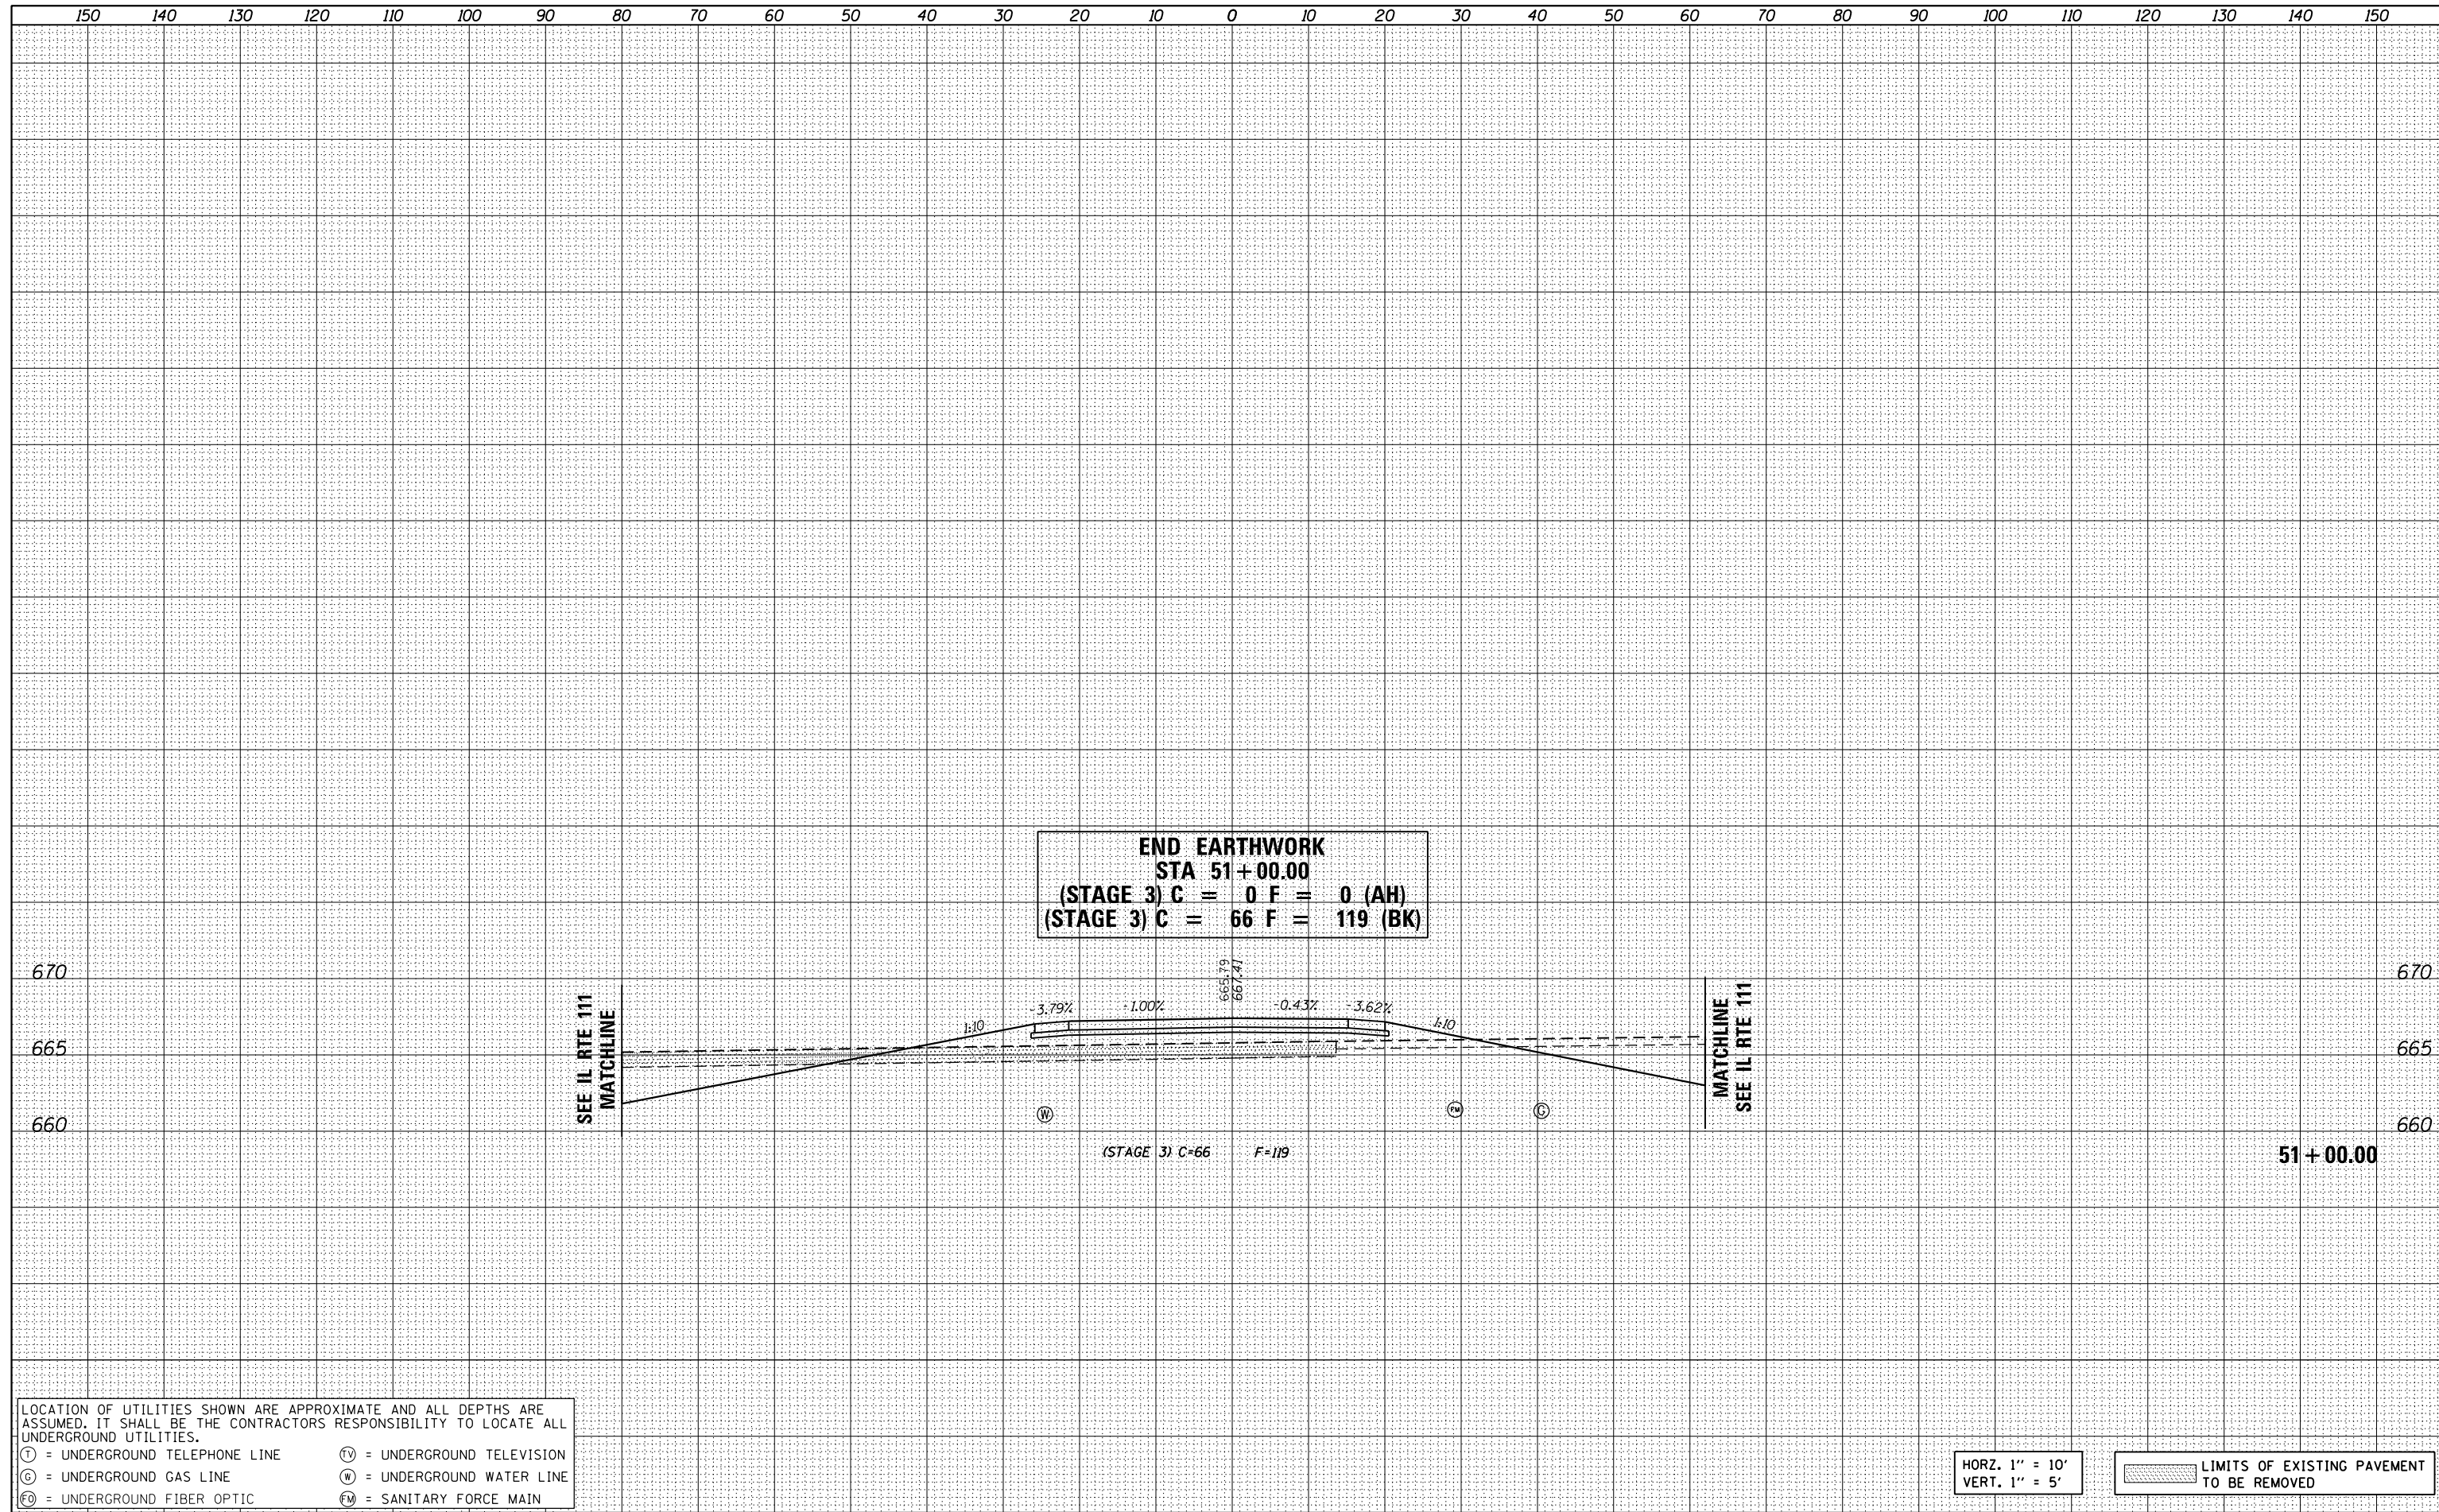 150 140 130 120 110 100 90 80 70 60 50 40 30 20 10 0 10 20 30 40 50 60 70 80 90 100 110 120 130 140 150
END EARTHWORK
STA 51+00.00
(STAGE 3) C = 0 F = 0 (AH)
(STAGE 3) C = 66 F = 119 (BK)
670
670
665.79
667.41
-3.79%
-1.00%
-0.43%
-3.62%
1:10
1:10
SEE IL RTE 111
MATCHLINE
MATCHLINE
SEE IL RTE 111
665
665
W
FM
G
660
660
(STAGE 3) C=66 F=119
51+00.00
LOCATION OF UTILITIES SHOWN ARE APPROXIMATE AND ALL DEPTHS ARE
ASSUMED. IT SHALL BE THE CONTRACTORS RESPONSIBILITY TO LOCATE ALL
UNDERGROUND UTILITIES.
T = UNDERGROUND TELEPHONE LINE
TV = UNDERGROUND TELEVISION
G = UNDERGROUND GAS LINE
W = UNDERGROUND WATER LINE
FO = UNDERGROUND FIBER OPTIC
FM = SANITARY FORCE MAIN
HORZ. 1" = 10'
VERT. 1" = 5'
LIMITS OF EXISTING PAVEMENT
TO BE REMOVED